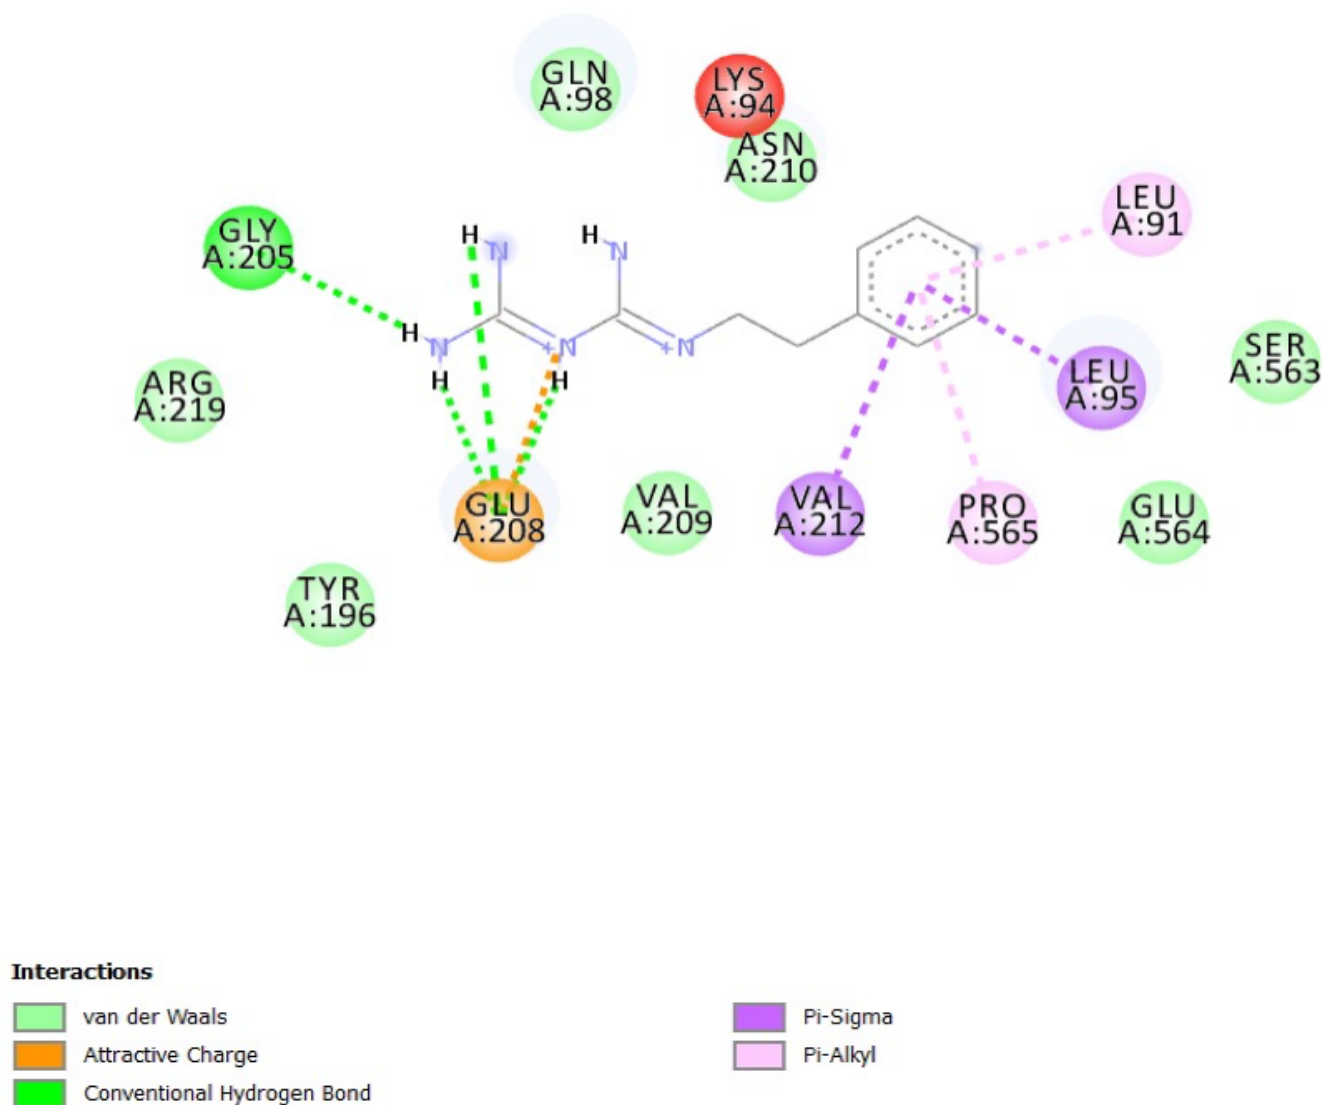 GLN
A:98
LYS
A:94
ASN
A:210
LEU
A:91
GLY
A:205
H
N
H
N
H
N
H
+N
H
+N
SER
A:563
LEU
A:95
ARG
A:219
GLU
A:208
VAL
A:209
VAL
A:212
PRO
A:565
GLU
A:564
TYR
A:196
Interactions
van der Waals
Attractive Charge
Conventional Hydrogen Bond
Pi-Sigma
Pi-Alkyl